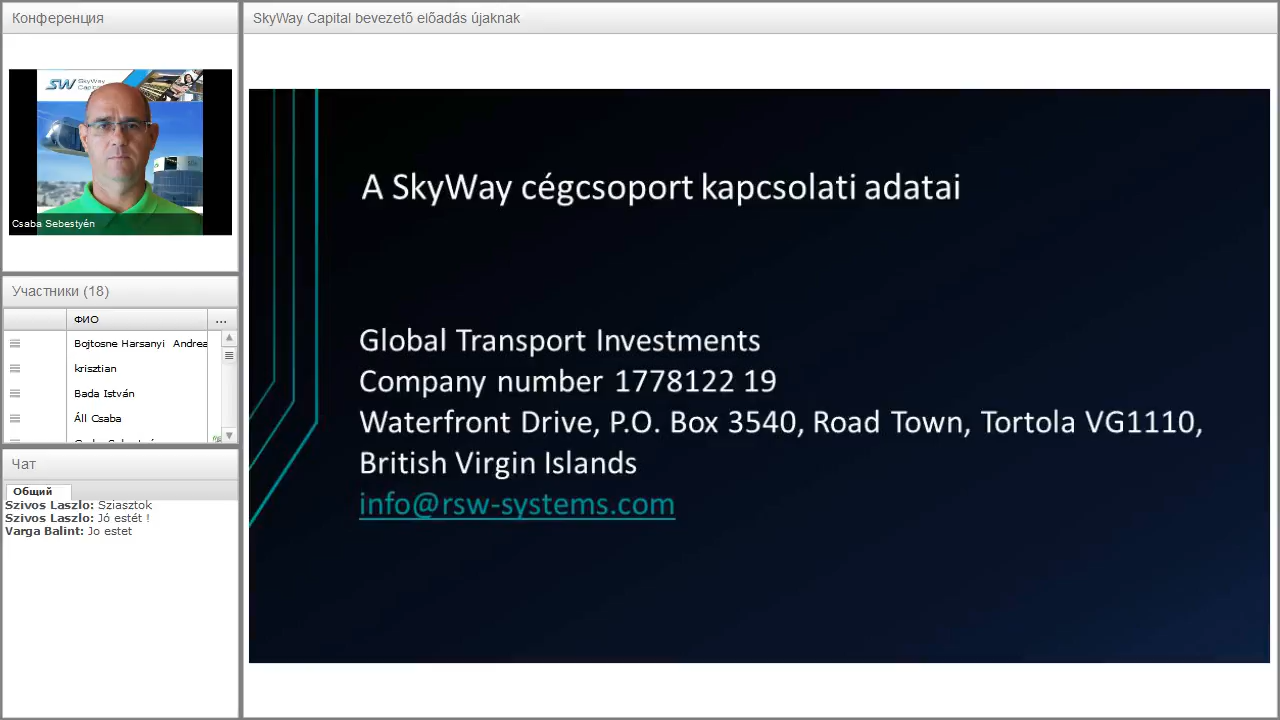 Конференция
SW SkyWay
Capital
Csaba Sebestyén
Участники (18)
ФИО
...
Bojtosne Harsanyi Andrea
krisztian
Bada István
Áll Csaba
Чат
Общий
Szivos Laszlo: Sziasztok
Szivos Laszlo: Jó estét !
Varga Balint: Jo estet
SkyWay Capital bevezető előadás újaknak
A SkyWay cégcsoport kapcsolati adatai
Global Transport Investments
Company number 1778122 19
Waterfront Drive, P.O. Box 3540, Road Town, Tortola VG1110,
British Virgin Islands
info@rsw-systems.com